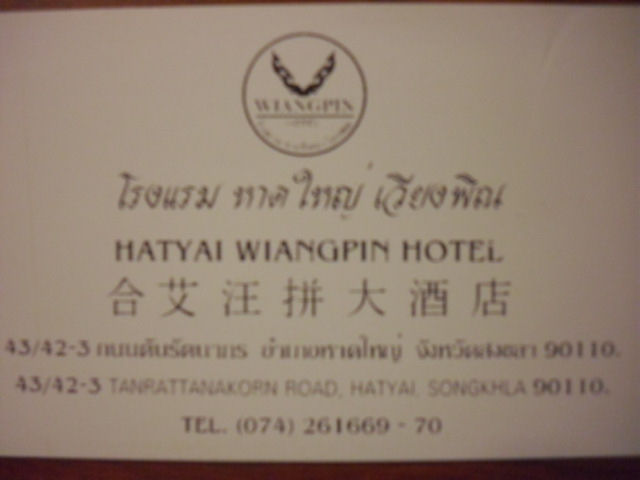 WIANGPIN
โรงแรม หาดใหญ่ เวียงพิณ
HATYAI WIANGPIN HOTEL
合艾汪拼大酒店
43/42-3 ถนนตันรัตนากร อำเภอหาดใหญ่ จังหวัดสงขลา 90110.
43/42-3 TANRATTANAKORN ROAD, HATYAI, SONGKHLA 90110.
TEL. (074) 261669 - 70